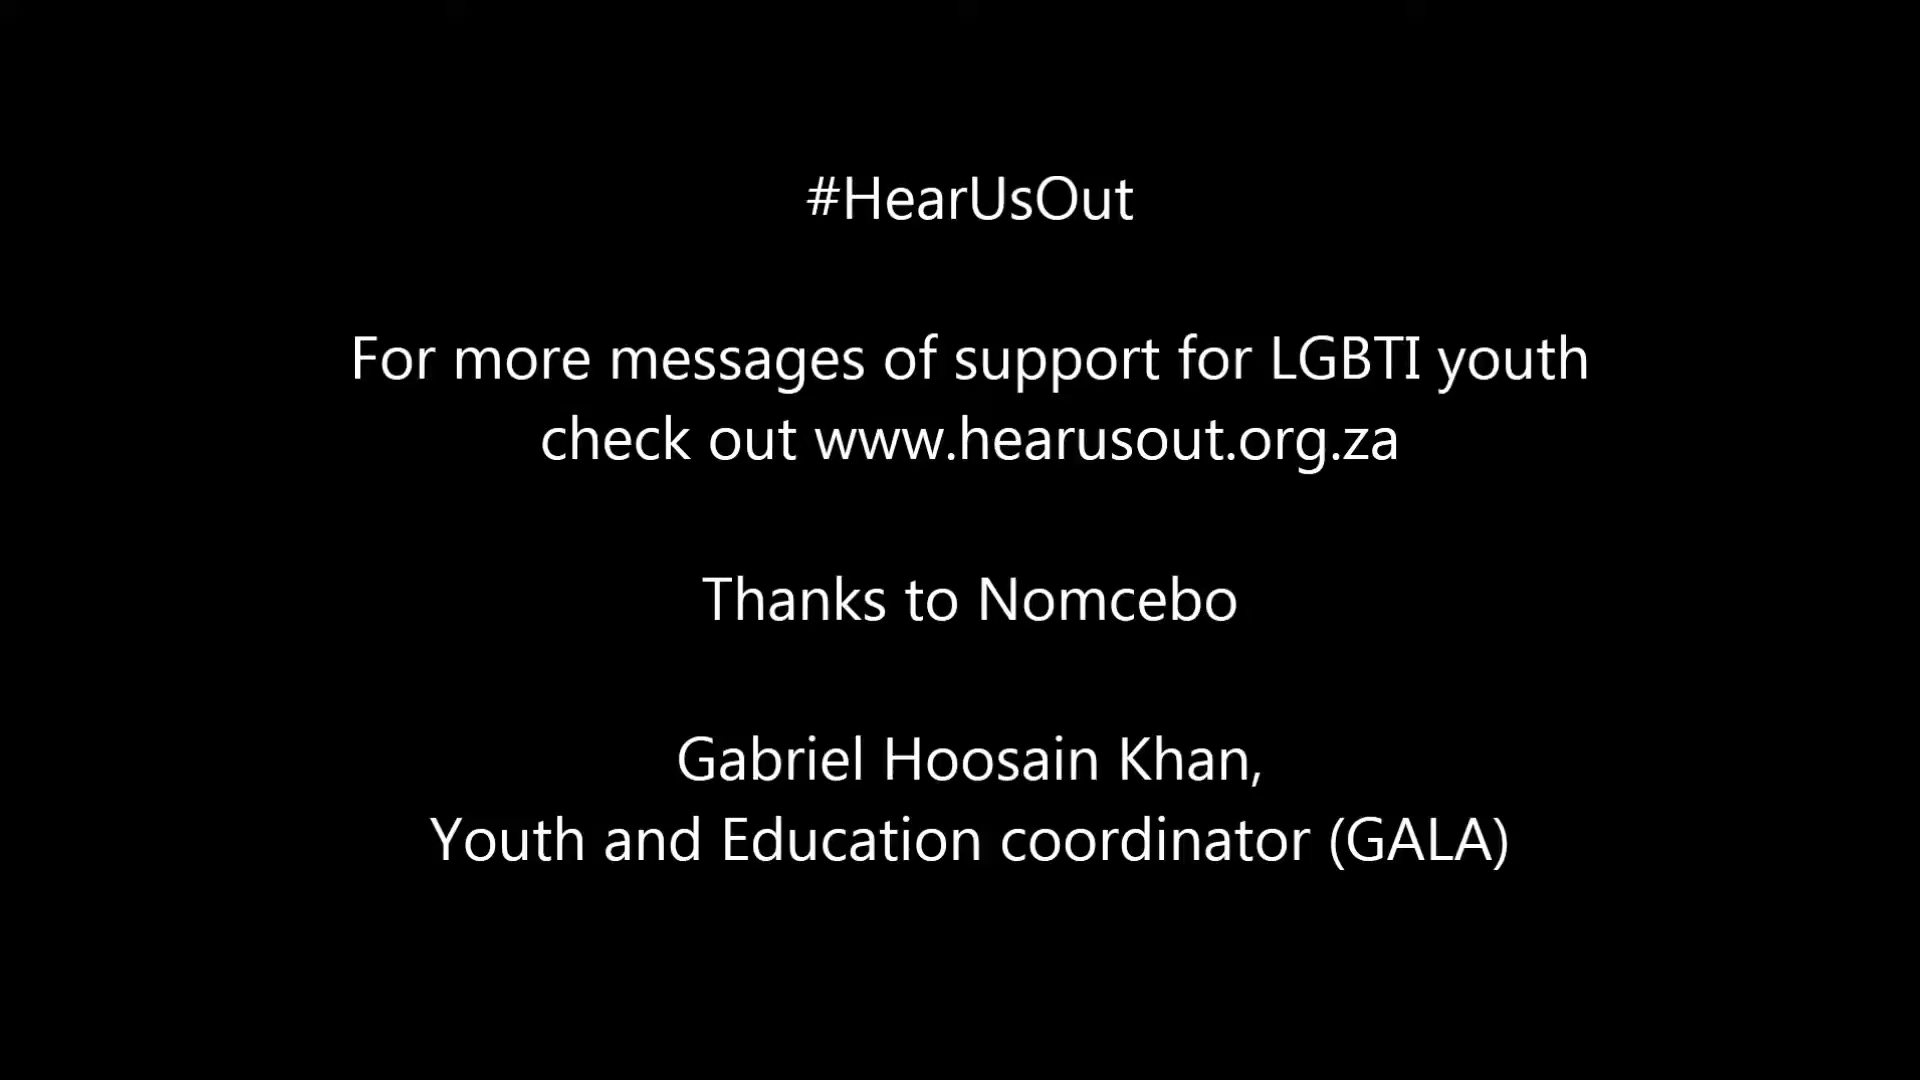 #HearUsOut
For more messages of support for LGBTI youth
check out www.hearusout.org.za
Thanks to Nomcebo
Gabriel Hoosain Khan,
Youth and Education coordinator (GALA)